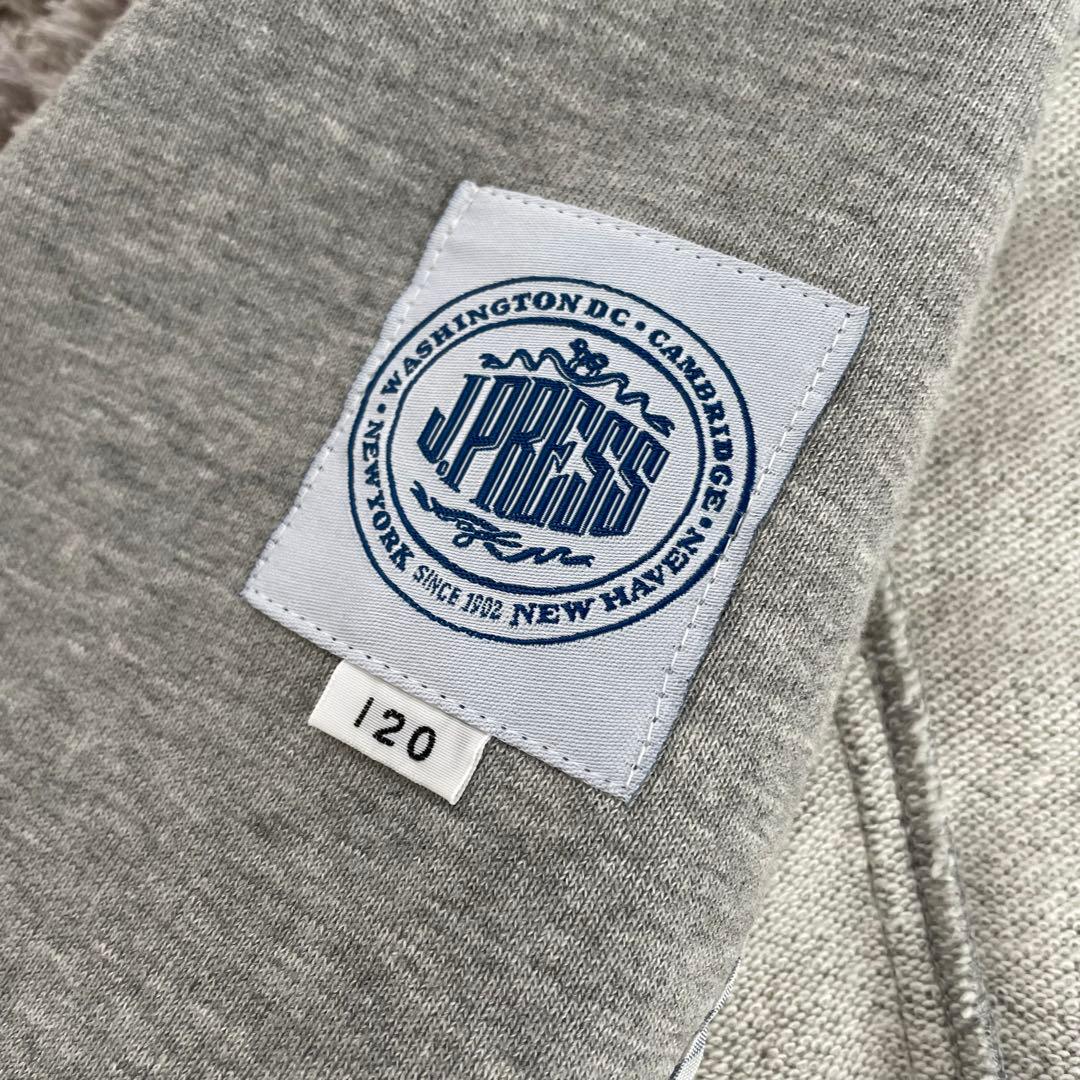 WASHINGTON DC • CAMBRIDGE • NEW HAVEN
SINCE 1902
NEW YORK •
J.PRESS
120